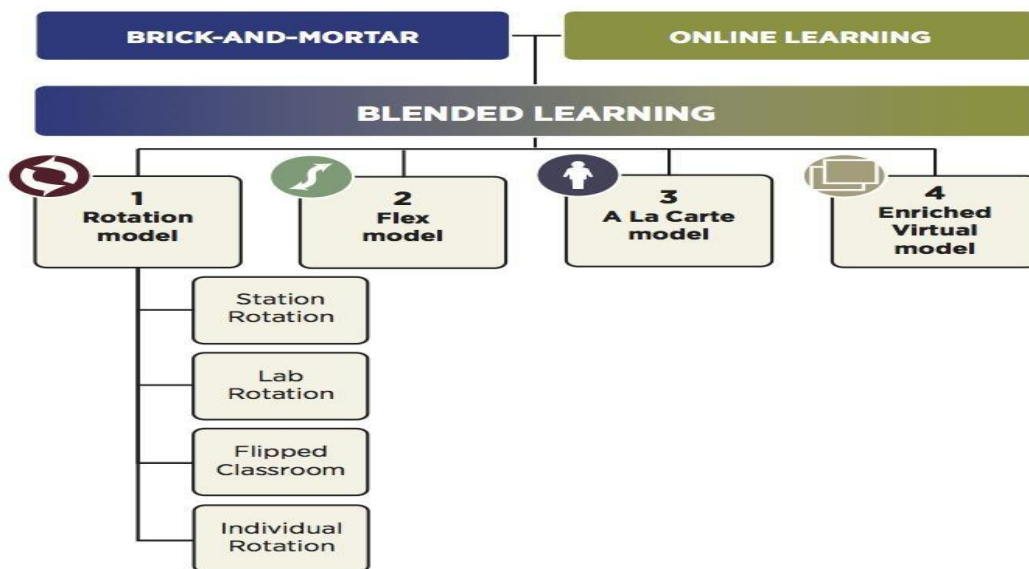 BRICK-AND-MORTAR
ONLINE LEARNING
BLENDED LEARNING
1
Rotation
model
2
Flex
model
3
A La Carte
model
4
Enriched
Virtual
model
Station
Rotation
Lab
Rotation
Flipped
Classroom
Individual
Rotation